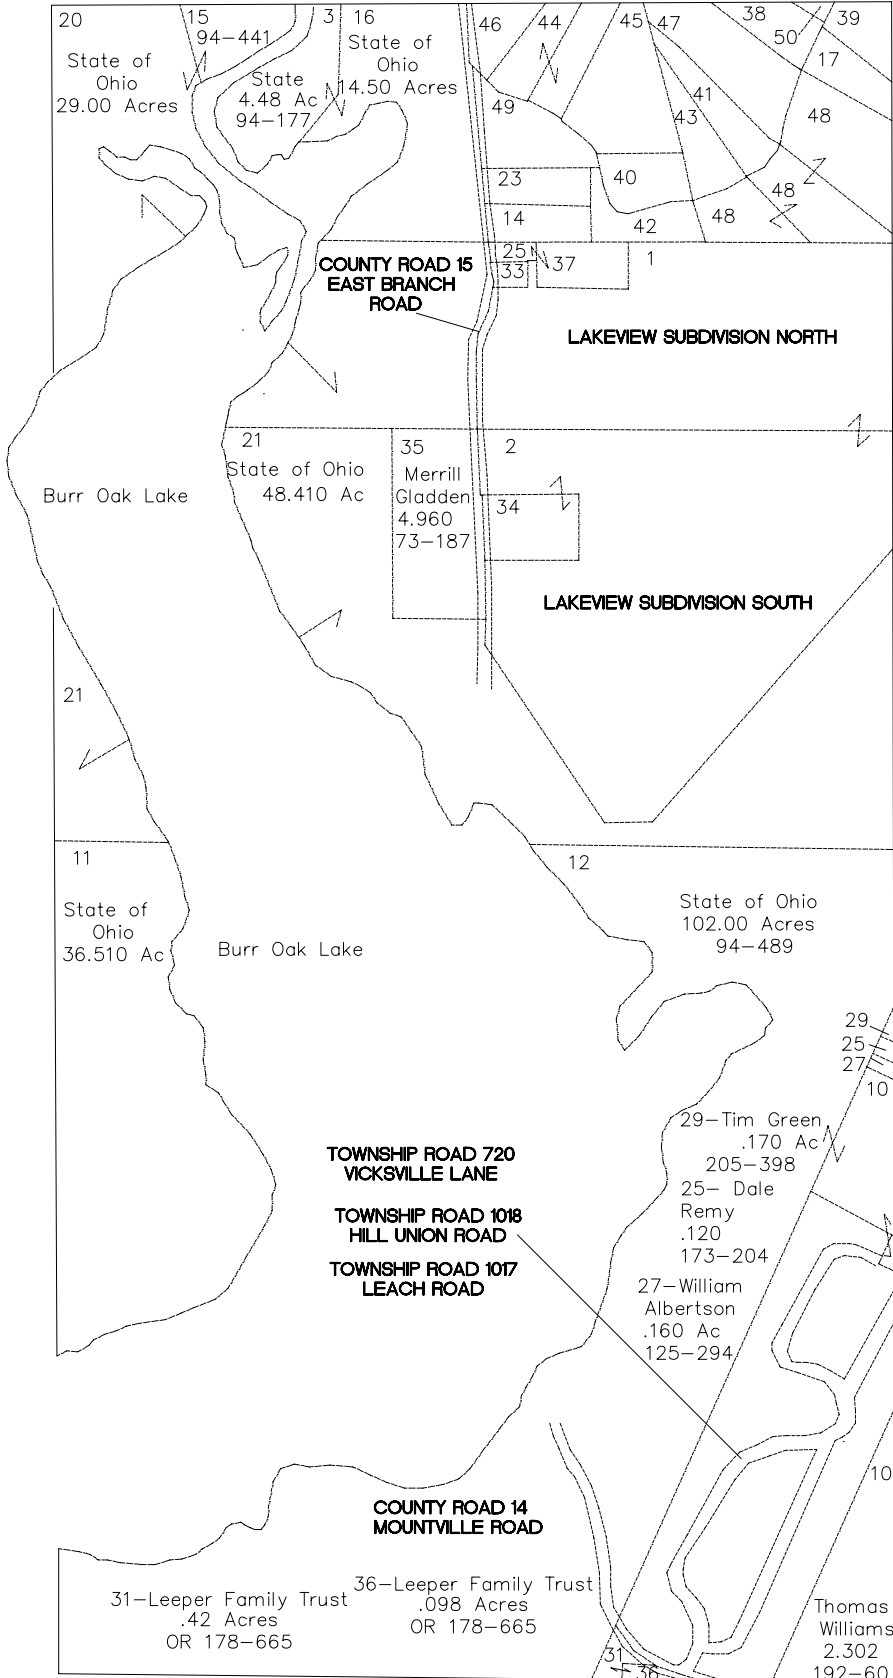 20
15
94-441
3
16
State of
Ohio
29.00 Acres
State
4.48 Ac
94-177
State of
Ohio
14.50 Acres
46
44
45
47
38
39
50
17
49
41
43
48
23
40
48
14
42
48
25
33
37
1
COUNTY ROAD 15
EAST BRANCH
ROAD
LAKEVIEW SUBDIVISION NORTH
21
State of Ohio
48.410 Ac
35
Merrill
Gladden
4.960
73-187
2
34
Burr Oak Lake
LAKEVIEW SUBDIVISION SOUTH
21
11
State of
Ohio
36.510 Ac
Burr Oak Lake
12
State of Ohio
102.00 Acres
94-489
29
25
27
10
29-Tim Green
.170 Ac
205-398
25- Dale
Remy
.120
173-204
27-William
Albertson
.160 Ac
125-294
TOWNSHIP ROAD 720
VICKSVILLE LANE
TOWNSHIP ROAD 1018
HILL UNION ROAD
TOWNSHIP ROAD 1017
LEACH ROAD
10
COUNTY ROAD 14
MOUNTVILLE ROAD
31-Leeper Family Trust
.42 Acres
OR 178-665
36-Leeper Family Trust
.098 Acres
OR 178-665
31
36
Thomas
Williams
2.302
192-60